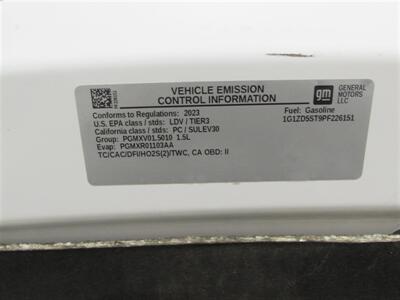 VEHICLE EMISSION
CONTROL INFORMATION
gm
GENERAL
MOTORS
LLC
Conforms to Regulations: 2023
Fuel: Gasoline
U.S. EPA class / stds: LDV / TIER3
1G1ZD5ST9PF226151
California class / stds: PC / SULEV30
Group: PGMXV01.5010 1.5L
Evap: PGMXR01103AA
TC/CAC/DFI/HO2S(2)/TWC, CA OBD: II